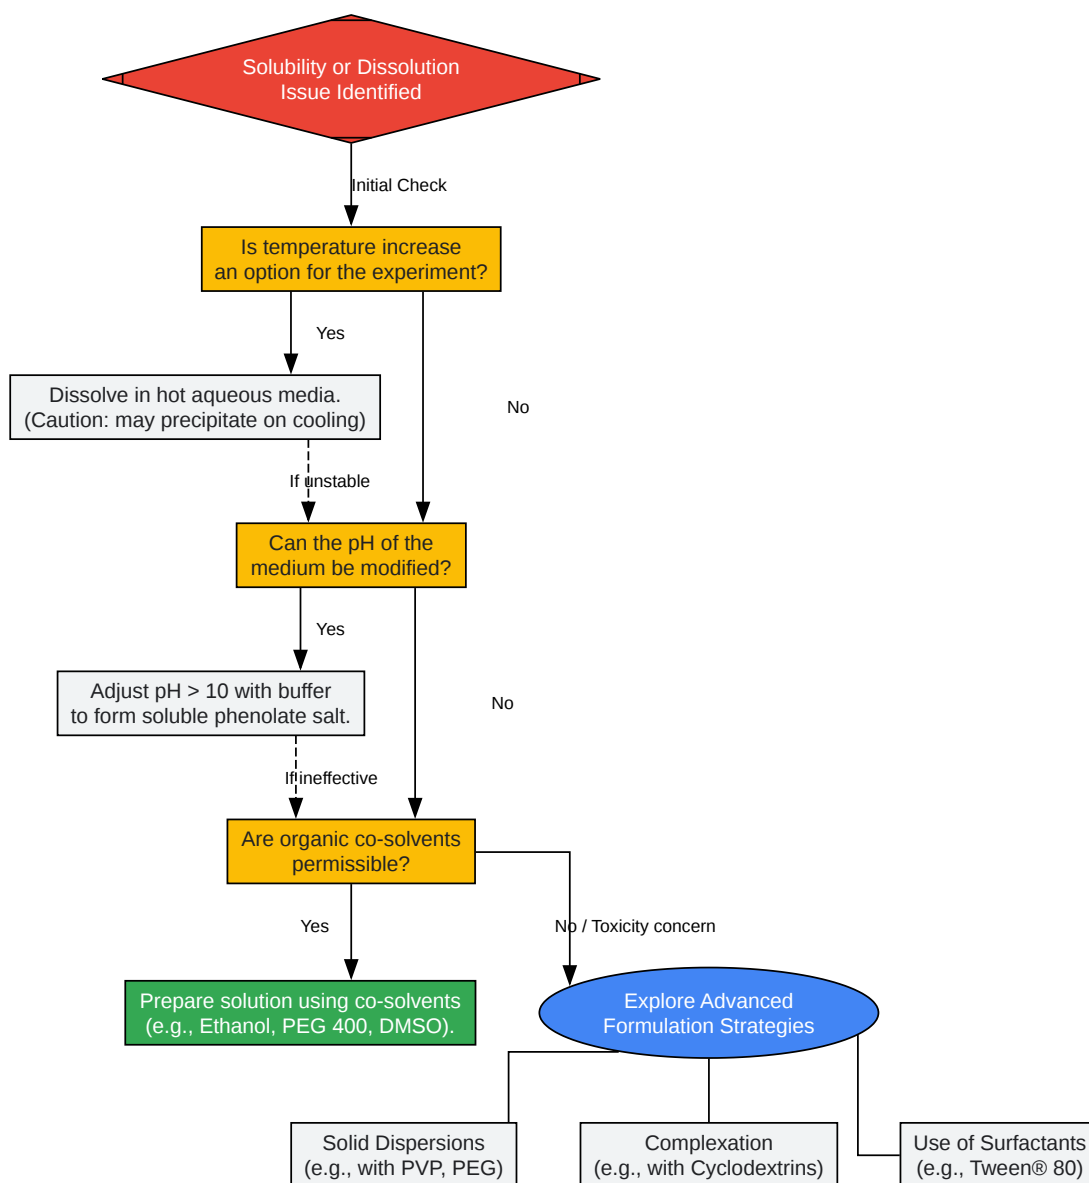 Solubility or Dissolution
Issue Identified
Initial Check
Is temperature increase
an option for the experiment?
Yes
Dissolve in hot aqueous media.
(Caution: may precipitate on cooling)
No
If unstable
Can the pH of the
medium be modified?
Yes
Adjust pH > 10 with buffer
to form soluble phenolate salt.
No
If ineffective
Are organic co-solvents
permissible?
Yes
No / Toxicity concern
Prepare solution using co-solvents
(e.g., Ethanol, PEG 400, DMSO).
Explore Advanced
Formulation Strategies
Solid Dispersions
(e.g., with PVP, PEG)
Complexation
(e.g., with Cyclodextrins)
Use of Surfactants
(e.g., Tween® 80)